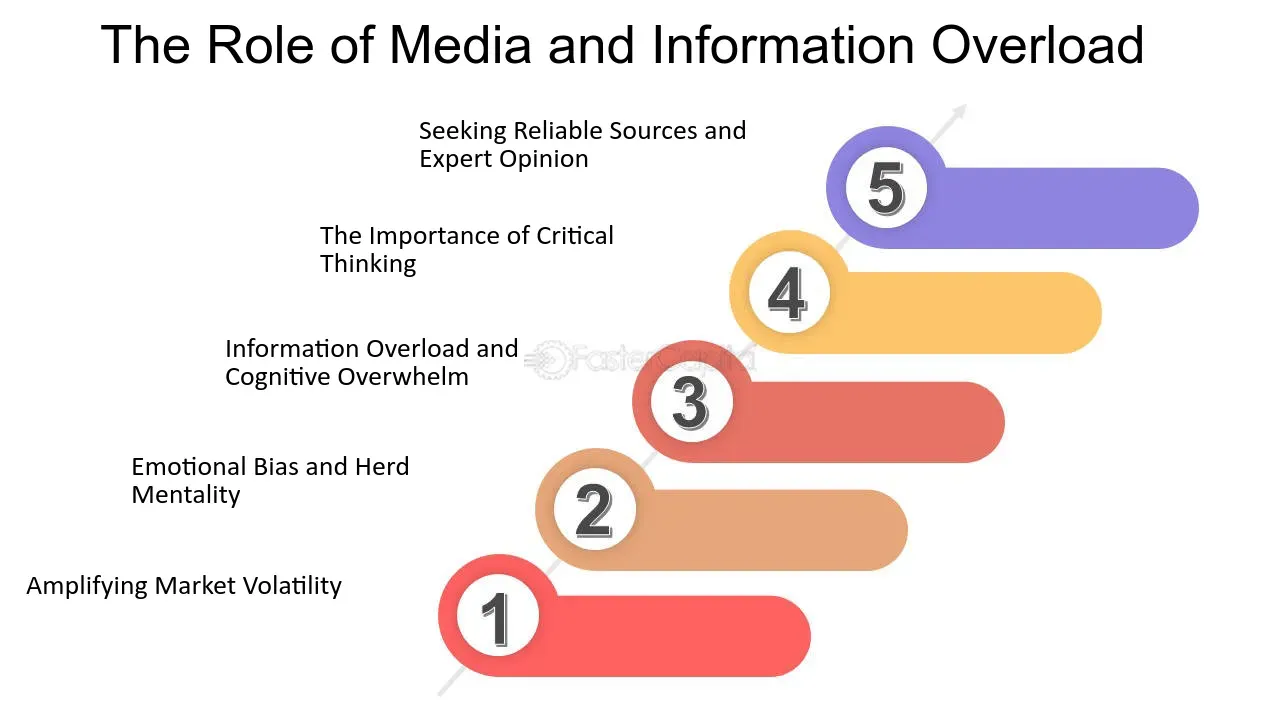 The Role of Media and Information Overload
Seeking Reliable Sources and
Expert Opinion
5
The Importance of Critical
Thinking
4
Information Overload and
Cognitive Overwhelm
FasterCapital
3
Emotional Bias and Herd
Mentality
2
Amplifying Market Volatility
1